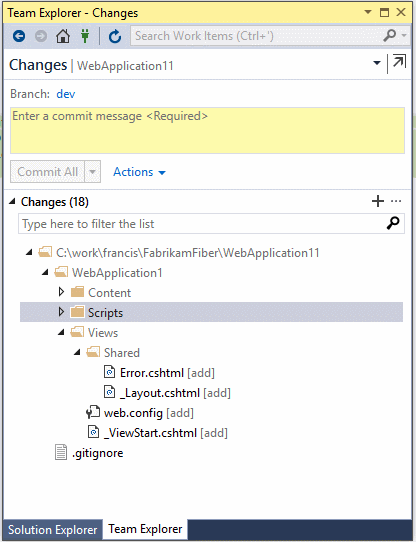 Team Explorer - Changes
Search Work Items (Ctrl+')
Changes | WebApplication11
Branch: dev
Enter a commit message <Required>
Commit All Actions
Changes (18)
Type here to filter the list
C:\work\francis\FabrikamFiber\WebApplication11
WebApplication1
Content
Scripts
Views
Shared
Error.cshtml [add]
_Layout.cshtml [add]
web.config [add]
_ViewStart.cshtml [add]
.gitignore
Solution Explorer Team Explorer